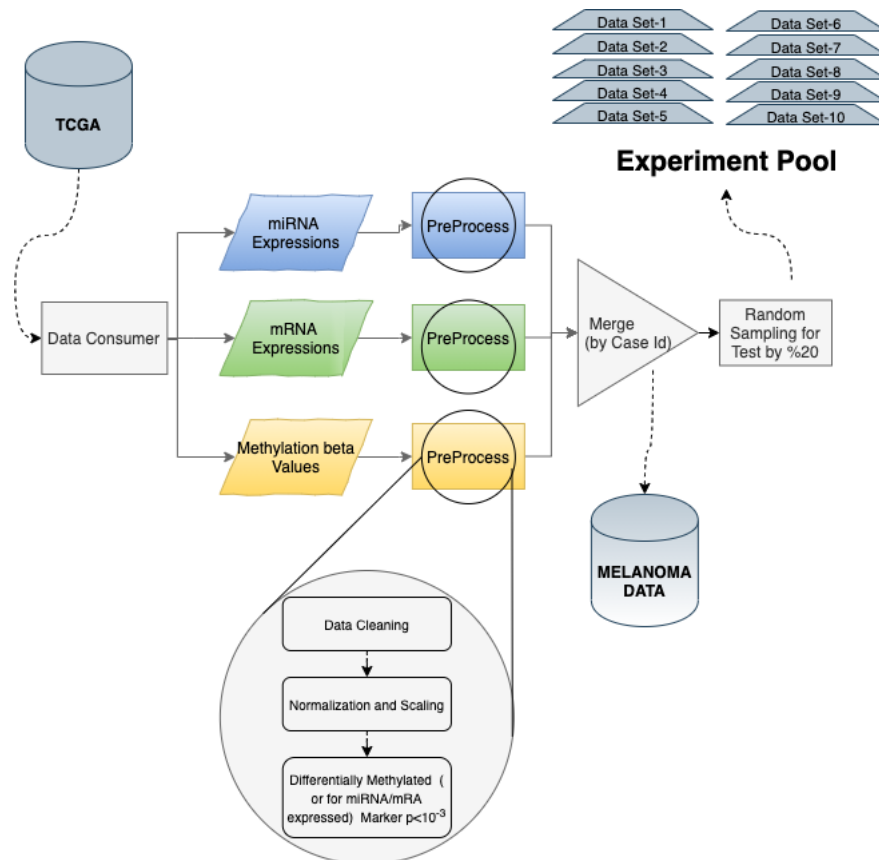 Data Set-1
Data Set-6
Data Set-2
Data Set-7
Data Set-3
Data Set-8
Data Set-4
Data Set-9
Data Set-5
Data Set-10
Experiment Pool
TCGA
miRNA
Expressions
PreProcess
Data Consumer
mRNA
Expressions
PreProcess
Merge
(by Case Id)
Random
Sampling for
Test by %20
Methylation beta
Values
PreProcess
MELANOMA
DATA
Data Cleaning
Normalization and Scaling
Differentially Methylated (
or for miRNA/mRA
expressed) Marker p<10⁻³